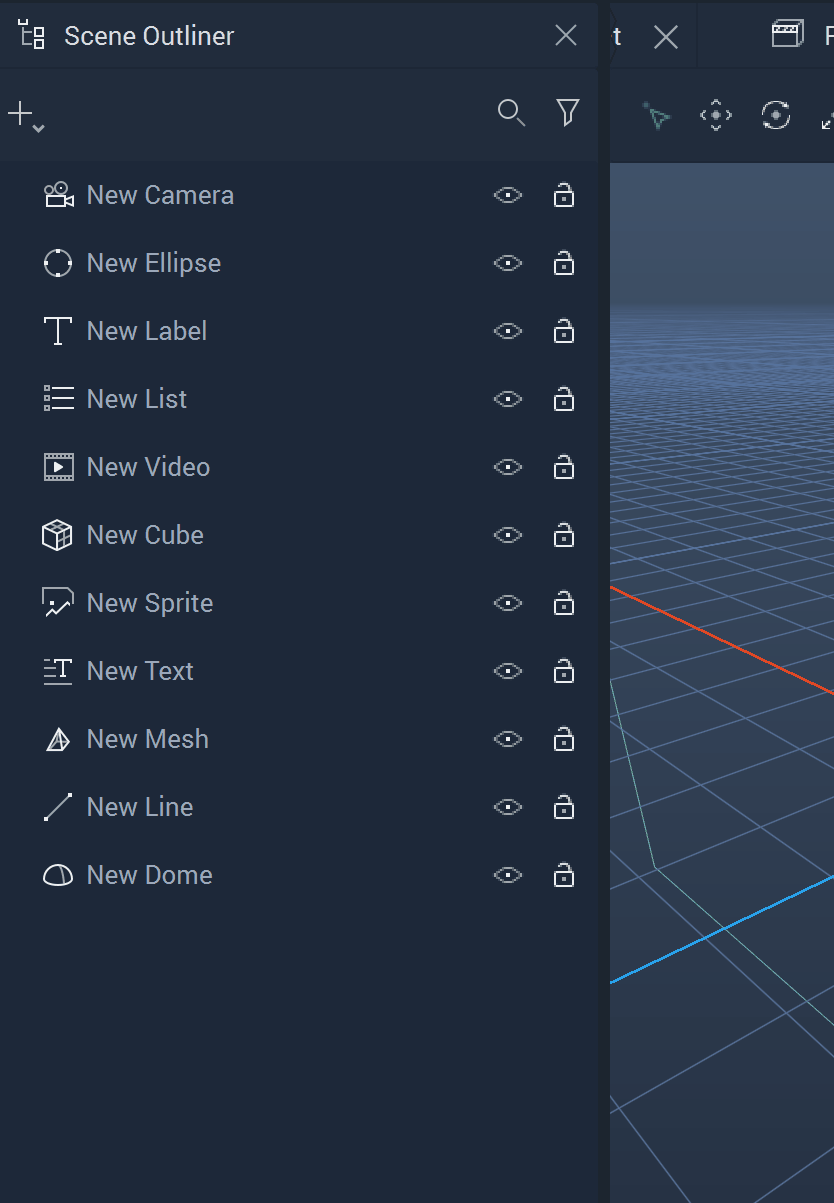 Scene Outliner
t
New Camera
New Ellipse
New Label
New List
New Video
New Cube
New Sprite
New Text
New Mesh
New Line
New Dome